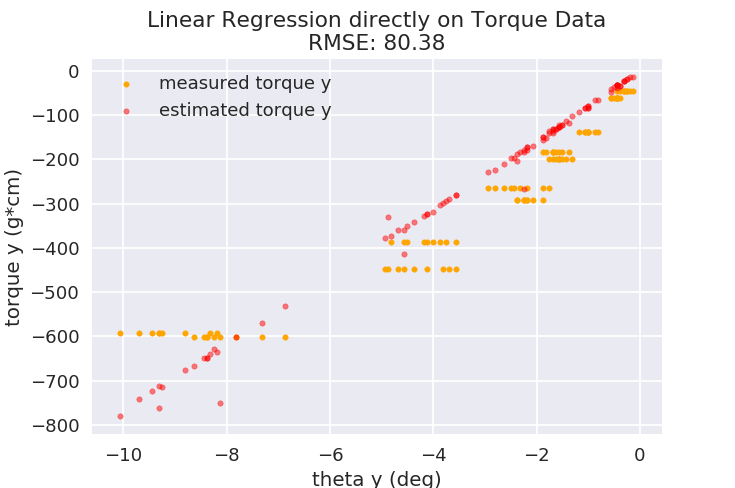 Linear Regression directly on Torque Data
RMSE: 80.38
measured torque y
estimated torque y
torque y (g*cm)
0
−100
−200
−300
−400
−500
−600
−700
−800
−10
−8
−6
−4
−2
0
theta y (deg)